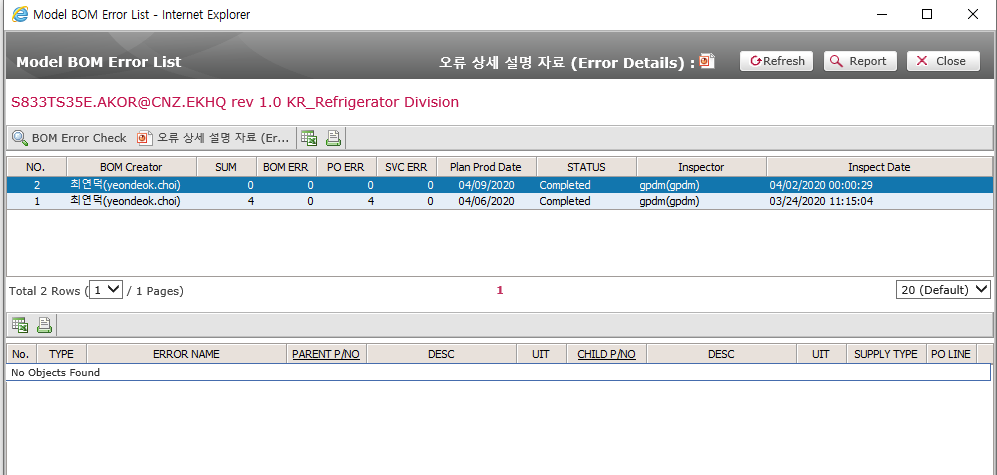 Model BOM Error List - Internet Explorer
Model BOM Error List 오류 상세 설명 자료 (Error Details) : Refresh Report Close
S833TS35E.AKOR@CNZ.EKHQ rev 1.0 KR_Refrigerator Division
BOM Error Check 오류 상세 설명 자료 (Er...
NO. BOM Creator SUM BOM ERR PO ERR SVC ERR Plan Prod Date STATUS Inspector Inspect Date
2 최연덕(yeondeok.choi) 0 0 0 0 04/09/2020 Completed gpdm(gpdm) 04/02/2020 00:00:29
1 최연덕(yeondeok.choi) 4 0 4 0 04/06/2020 Completed gpdm(gpdm) 03/24/2020 11:15:04
Total 2 Rows ( 1 / 1 Pages) 1 20 (Default)
No. TYPE ERROR NAME PARENT P/NO DESC UIT CHILD P/NO DESC UIT SUPPLY TYPE PO LINE
No Objects Found